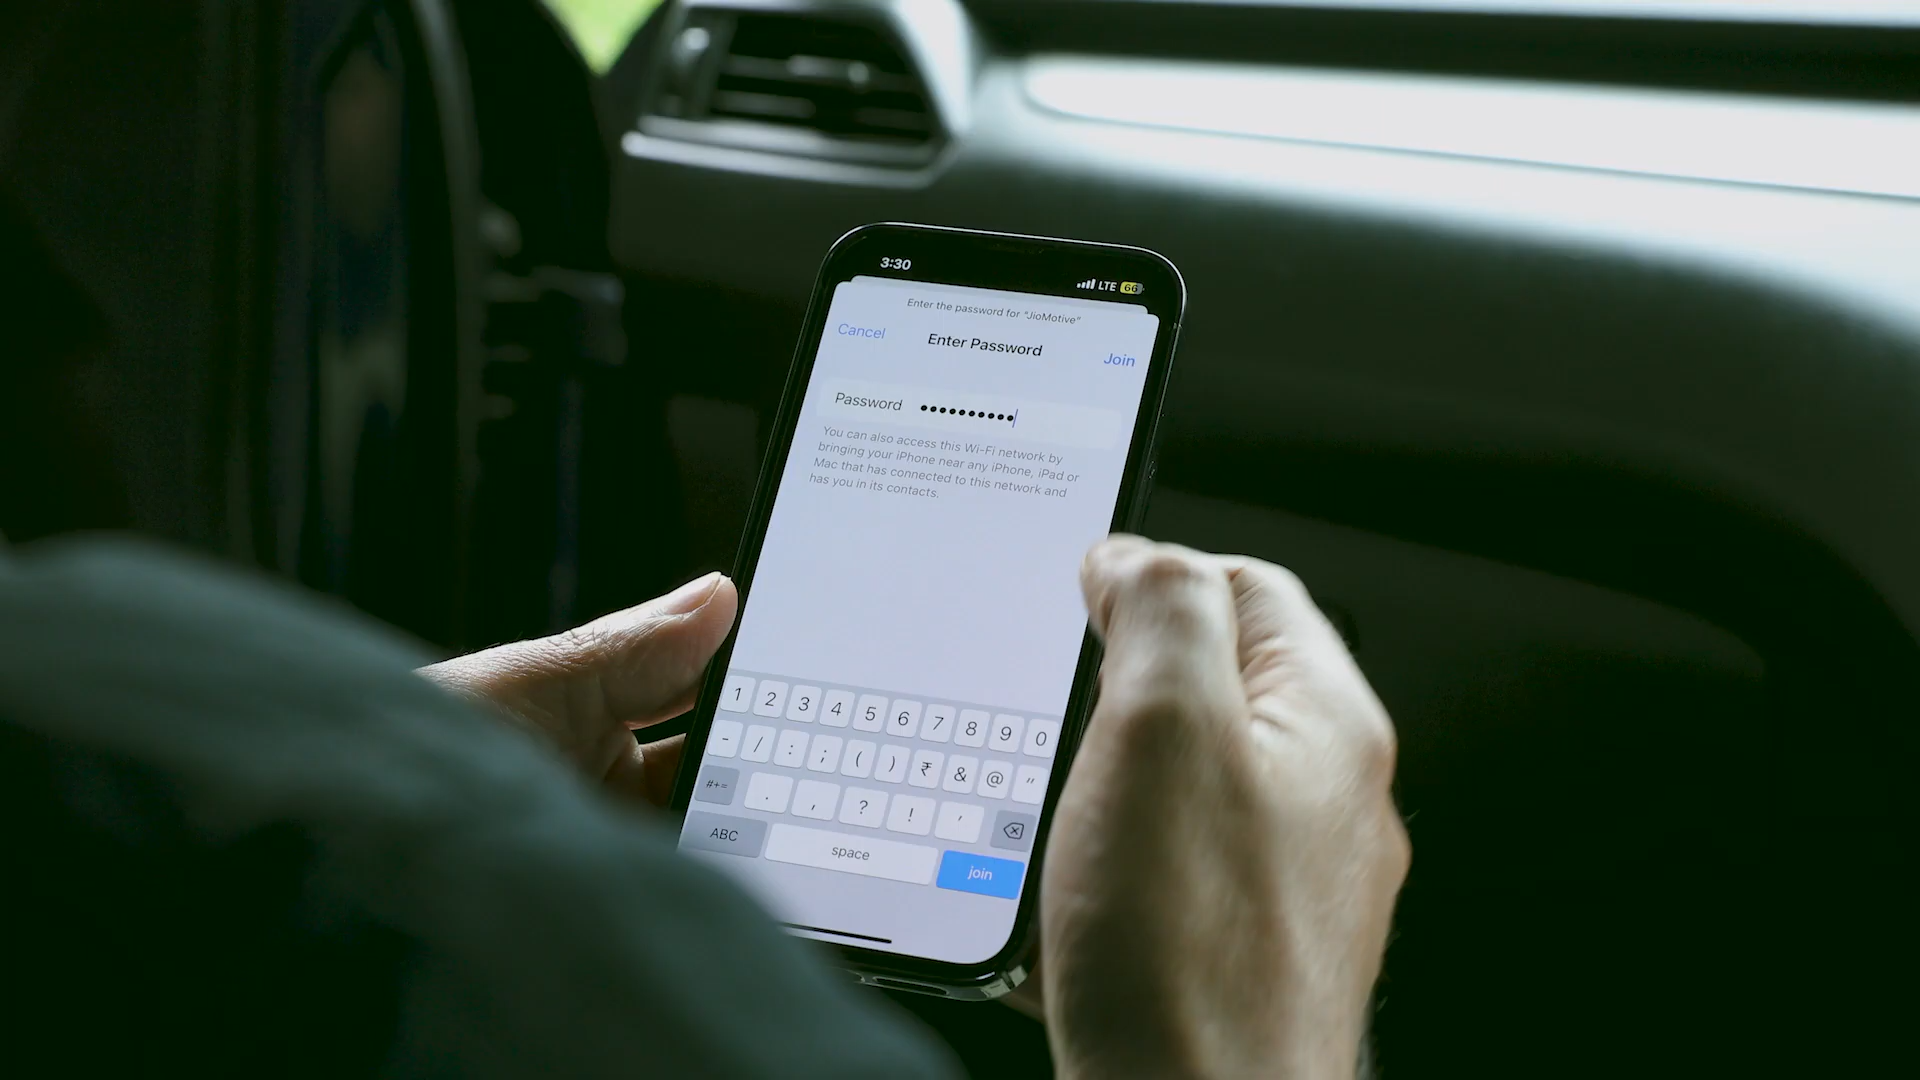 3:30
LTE 66
Enter the password for "JioMotive"
Cancel
Enter Password
Join
Password ••••••••••
You can also access this Wi-Fi network by
bringing your iPhone near any iPhone, iPad or
Mac that has connected to this network and
has you in its contacts.
1 2 3 4 5 6 7 8 9 0
- / : ; ( ) ₹ & @ "
#+= . , ? ! '
ABC space join